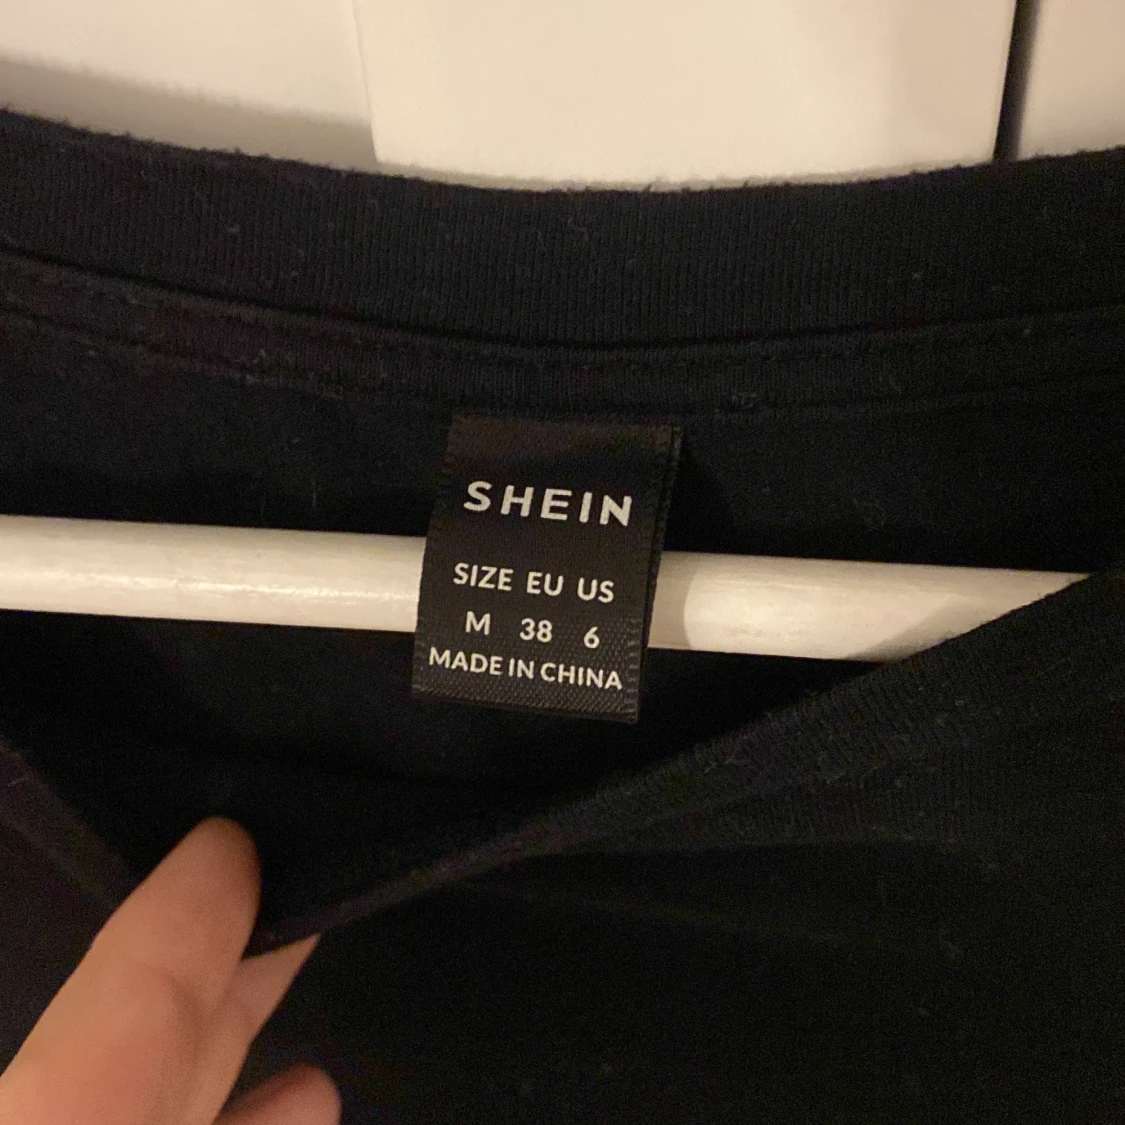 SHEIN
SIZE EU US
M 38 6
MADE IN CHINA